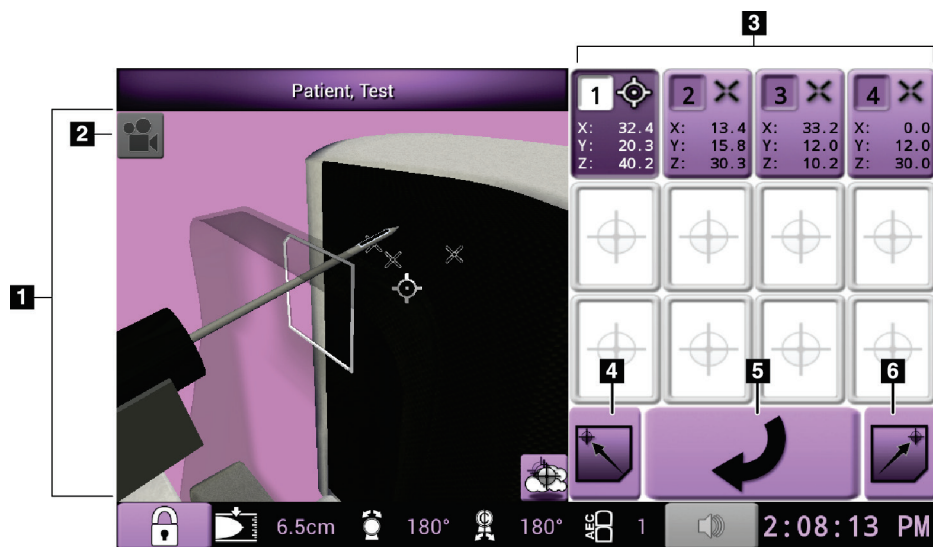 3
Patient, Test
1
2
1 2 3 4
X: 32.4 X: 13.4 X: 33.2 X: 0.0
Y: 20.3 Y: 15.8 Y: 12.0 Y: 12.0
Z: 40.2 Z: 30.3 Z: 10.2 Z: 30.0
4 5 6
6.5cm 180° 180° AEC 1 2:08:13 PM